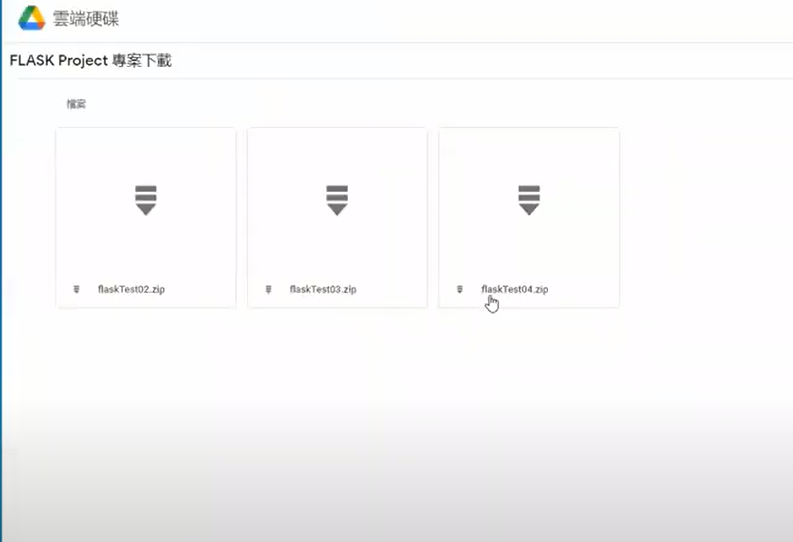 雲端硬碟
FLASK Project 專案下載
檔案
flaskTest02.zip
flaskTest03.zip
flaskTest04.zip